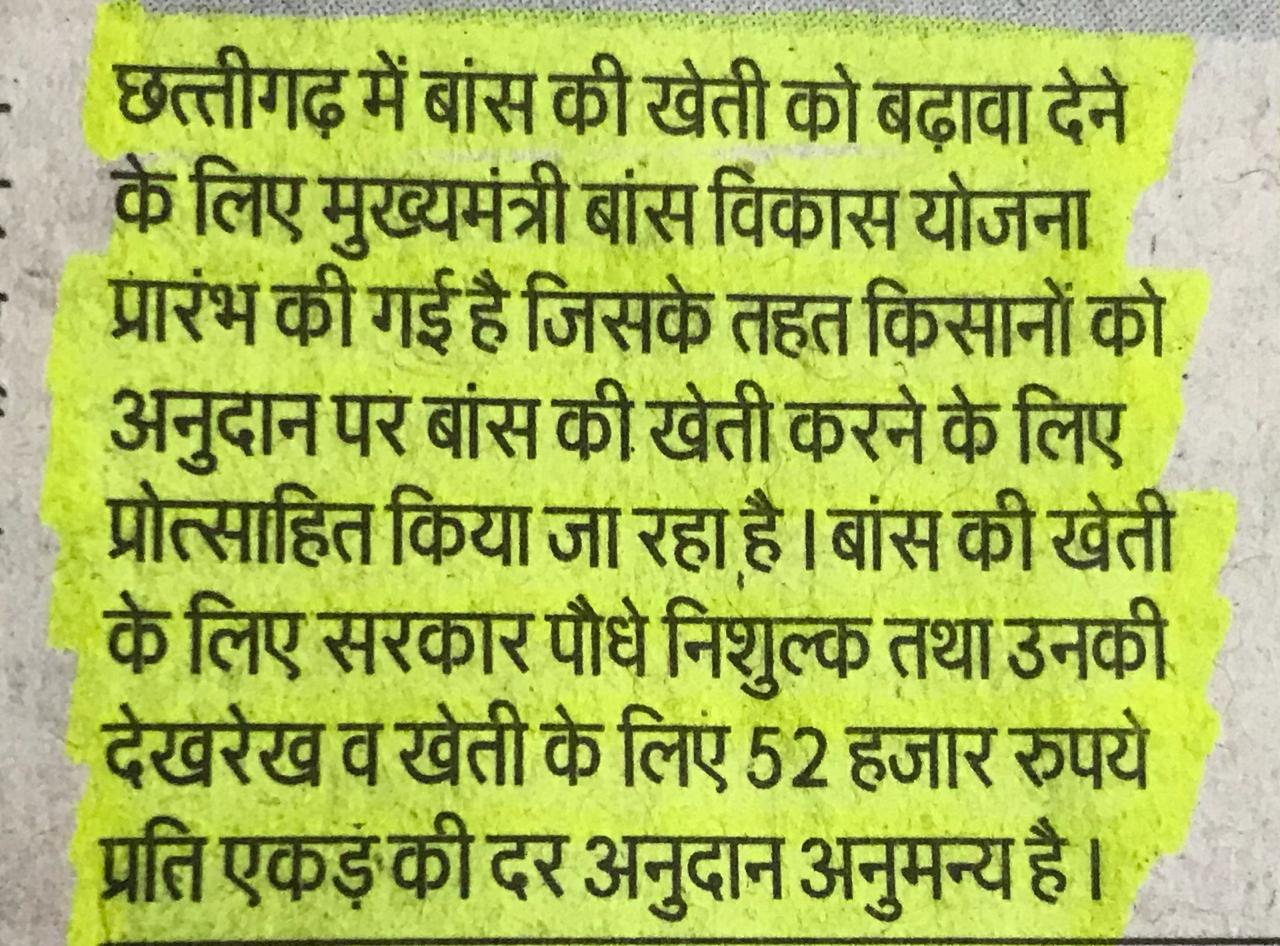 छत्तीगढ़ में बांस की खेती को बढ़ावा देने
के लिए मुख्यमंत्री बांस विकास योजना
प्रारंभ की गई है जिसके तहत किसानों को
अनुदान पर बांस की खेती करने के लिए
प्रोत्साहित किया जा रहा है । बांस की खेती
के लिए सरकार पौधे निशुल्क तथा उनकी
देखरेख व खेती के लिए 52 हजार रुपये
प्रति एकड़ की दर अनुदान अनुमन्य है ।